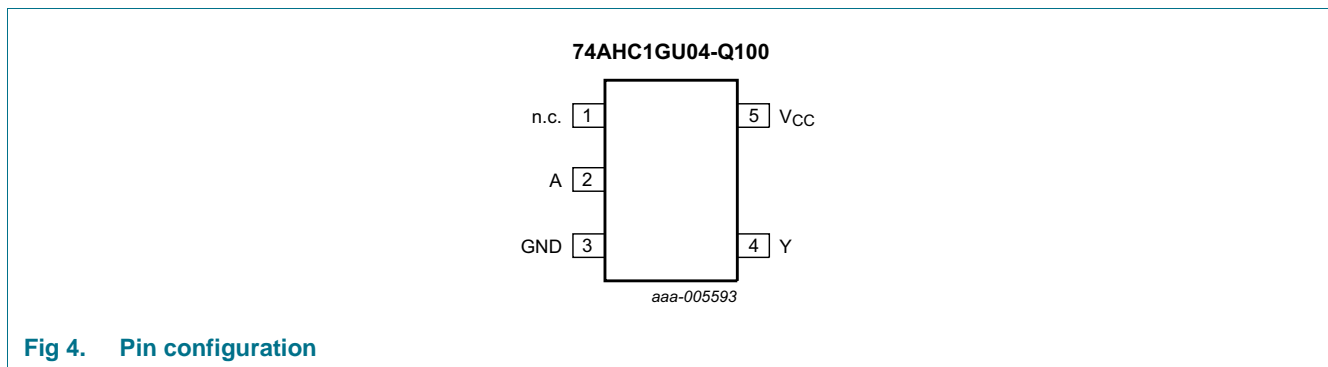 74AHC1GU04-Q100
n.c. 1 5 VCC
A 2
GND 3 4 Y
aaa-005593
Fig 4. Pin configuration